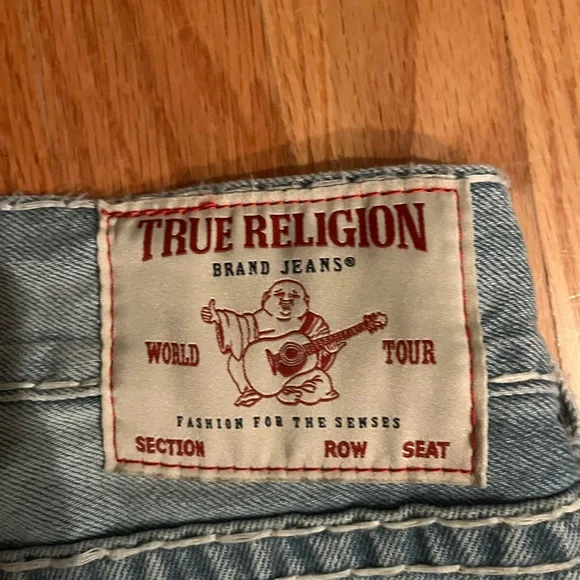 TRUE RELIGION
BRAND JEANS®
WORLD TOUR
FASHION FOR THE SENSES
SECTION ROW SEAT